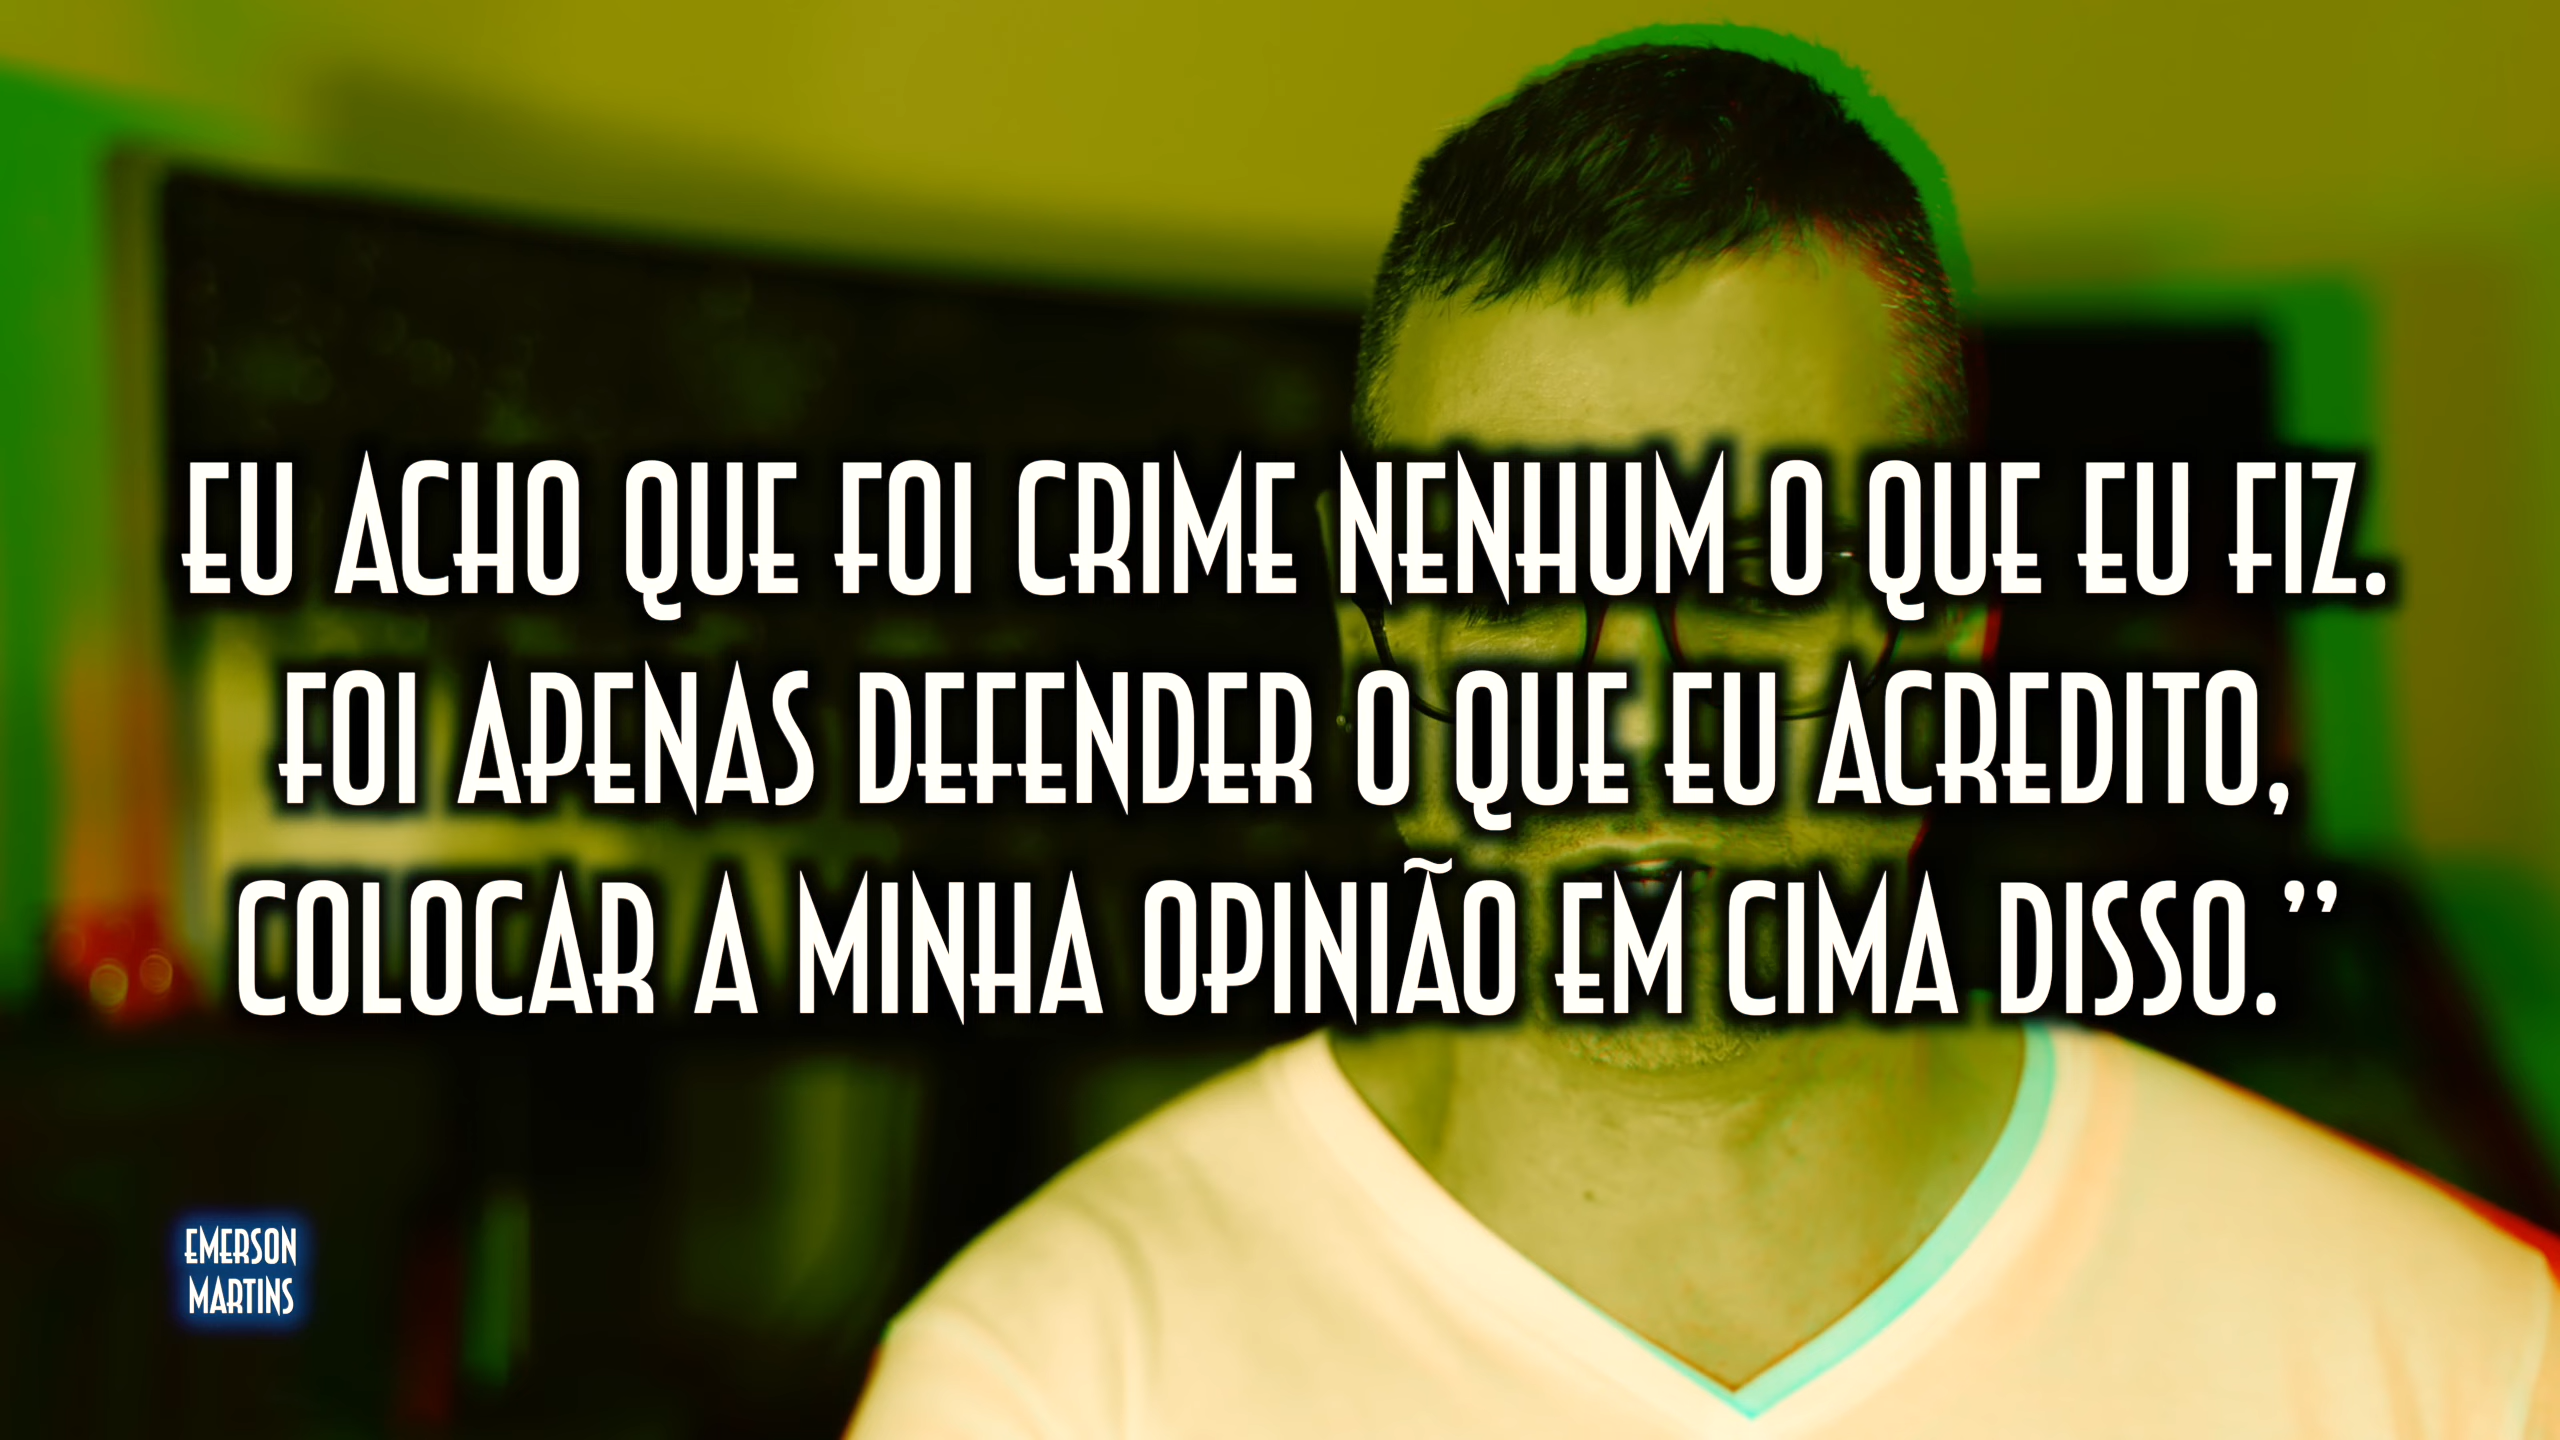 EU ACHO QUE FOI CRIME NENHUM O QUE EU FIZ.
FOI APENAS DEFENDER O QUE EU ACREDITO,
COLOCAR A MINHA OPINIÃO EM CIMA DISSO.”
EMERSON
MARTINS